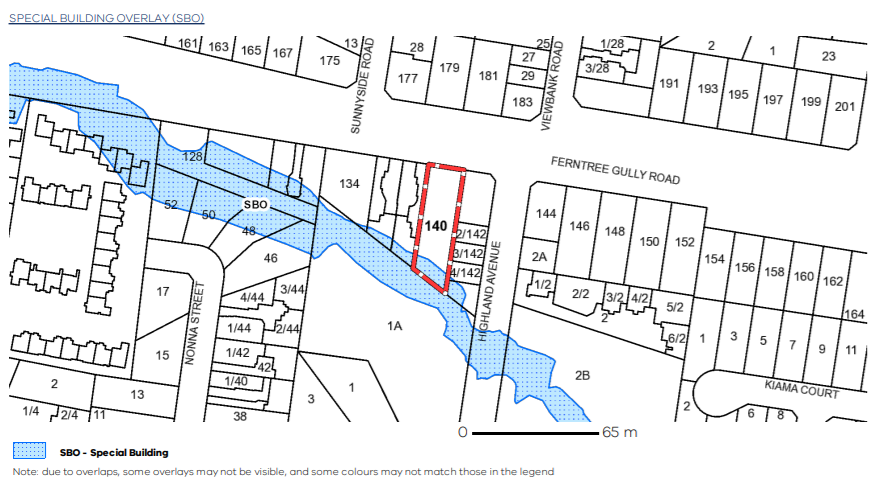 SPECIAL BUILDING OVERLAY (SBO)
161 163 165 167 13 175
SUNNYSIDE ROAD
28 177 179 181 25 27 29 183
VIEWBANK ROAD
1/28 3/28 2 1 23
191 193 195 197 199 201
FERNTREE GULLY ROAD
128 134 140
52 50 SBO 48 46
2/142 3/142 4/142
HIGHLAND AVENUE
144 146 148 150 152
2A 154 156 158 160 162 164
1/2 2/2 3/2 4/2 5/2 2 6/2
17 15 NONNA STREET
4/44 3/44 1/44 2/44 1/42 42 1/40 38
1A 3 1 2B
1 3 5 7 9 11
KIAMA COURT
2 6 8
2 13 1/4 2/4 11
0 65 m
SBO - Special Building
Note: due to overlaps, some overlays may not be visible, and some colours may not match those in the legend